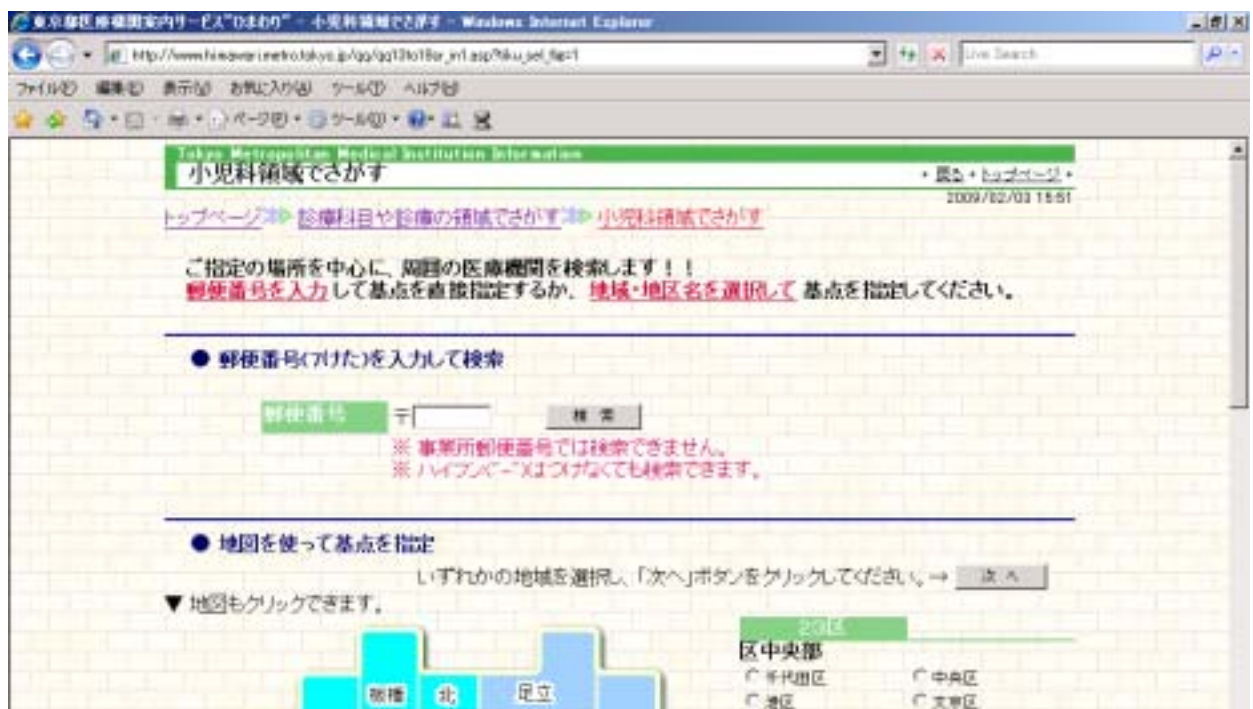 東京都医療機関案内サービス"ひまわり" - 小児科領域でさがす - Windows Internet Explorer
Live Search
ファイル(F) 編集(E) 表示(V) お気に入り(A) ツール(T) ヘルプ(H)
ページ(P) ツール(O)
Tokyo Metropolitan Medical Institution Information
小児科領域でさがす
・戻る・トップページ・
2009/02/03 15:51
トップページ 診療科目や診療の領域でさがす 小児科領域でさがす
ご指定の場所を中心に、周囲の医療機関を検索します！！
郵便番号を入力して基点を直接指定するか、地域・地区名を選択して 基点を指定してください。
● 郵便番号(7けた)を入力して検索
郵便番号 〒 検 索
※ 事業所郵便番号では検索できません。
※ ハイフン("-")はつけなくても検索できます。
● 地図を使って基点を指定
いずれかの地域を選択し、「次へ」ボタンをクリックしてください。→ 次 へ
▼ 地図もクリックできます。
23区
区中央部
千代田区 中央区
港区 文京区
板橋 北 足立